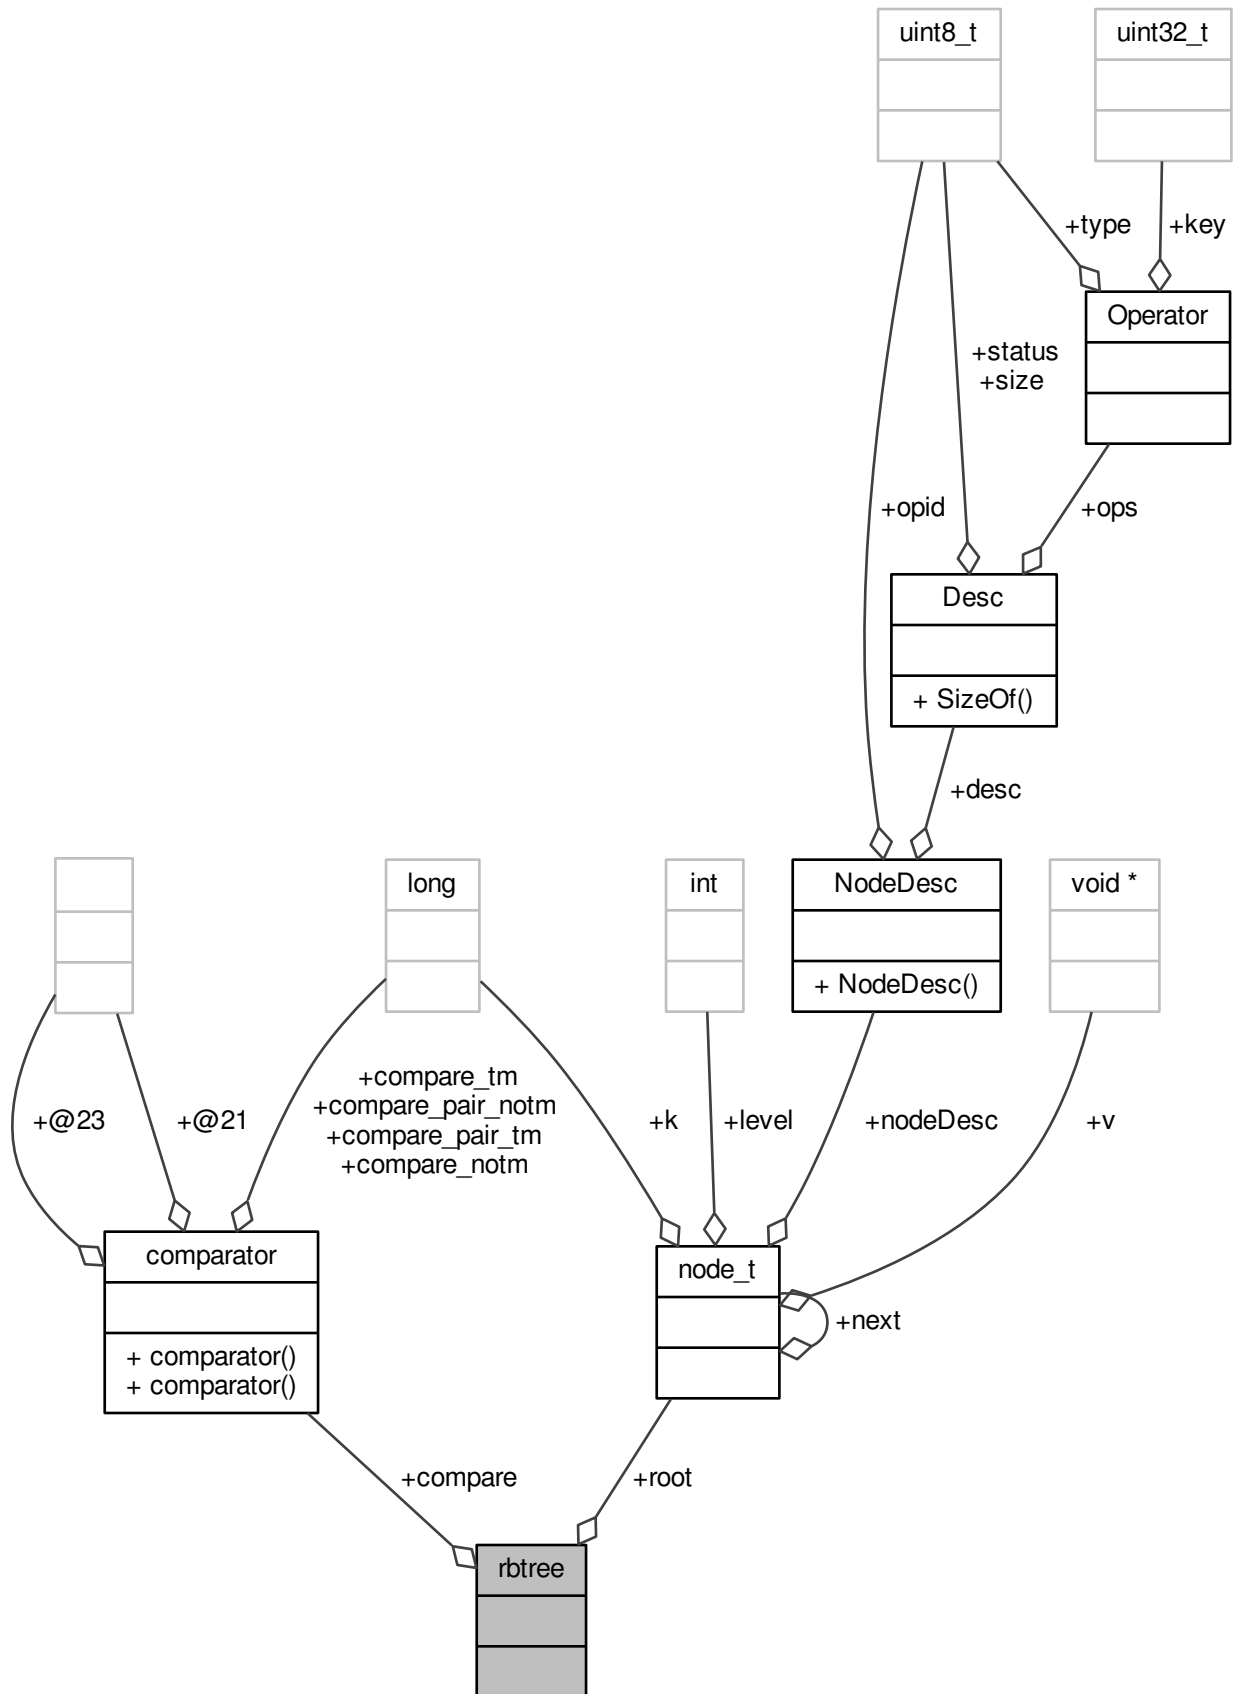 uint8_t
uint32_t
+type
+key
Operator
+status
+size
+opid
+ops
Desc
+ SizeOf()
+desc
long
int
NodeDesc
void *
+ NodeDesc()
+compare_tm
+compare_pair_notm
+compare_pair_tm
+compare_notm
+@23
+@21
+k
+level
+nodeDesc
+v
comparator
node_t
+next
+ comparator()
+ comparator()
+compare
+root
rbtree